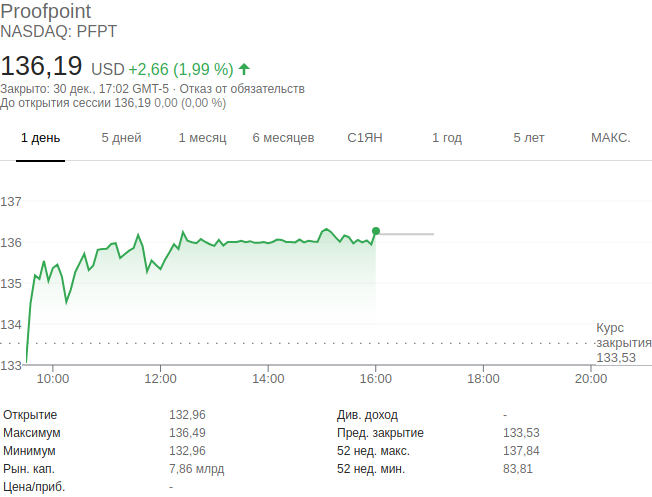 Proofpoint
NASDAQ: PFPT
136,19 USD +2,66 (1,99 %)
Закрыто: 30 дек., 17:02 GMT-5 · Отказ от обязательств
До открытия сессии 136,19 0,00 (0,00 %)
1 день 5 дней 1 месяц 6 месяцев С1ЯН 1 год 5 лет МАКС.
137
136
135
134
Курс
закрытия
133,53
133
10:00 12:00 14:00 16:00 18:00 20:00
Открытие 132,96 Див. доход -
Максимум 136,49 Пред. закрытие 133,53
Минимум 132,96 52 нед. макс. 137,84
Рын. кап. 7,86 млрд 52 нед. мин. 83,81
Цена/приб. -